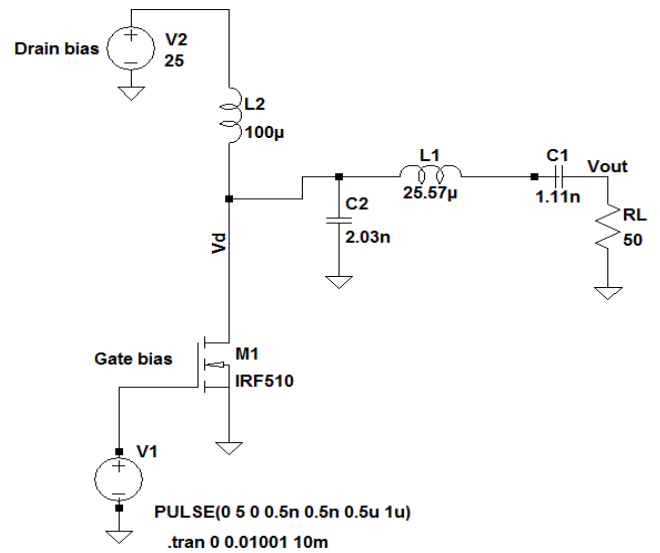 Drain bias
V2
25
L2
100µ
L1
25.57µ
C1
1.11n
Vout
C2
2.03n
RL
50
Vd
Gate bias
M1
IRF510
V1
PULSE(0 5 0 0.5n 0.5n 0.5u 1u)
.tran 0 0.01001 10m